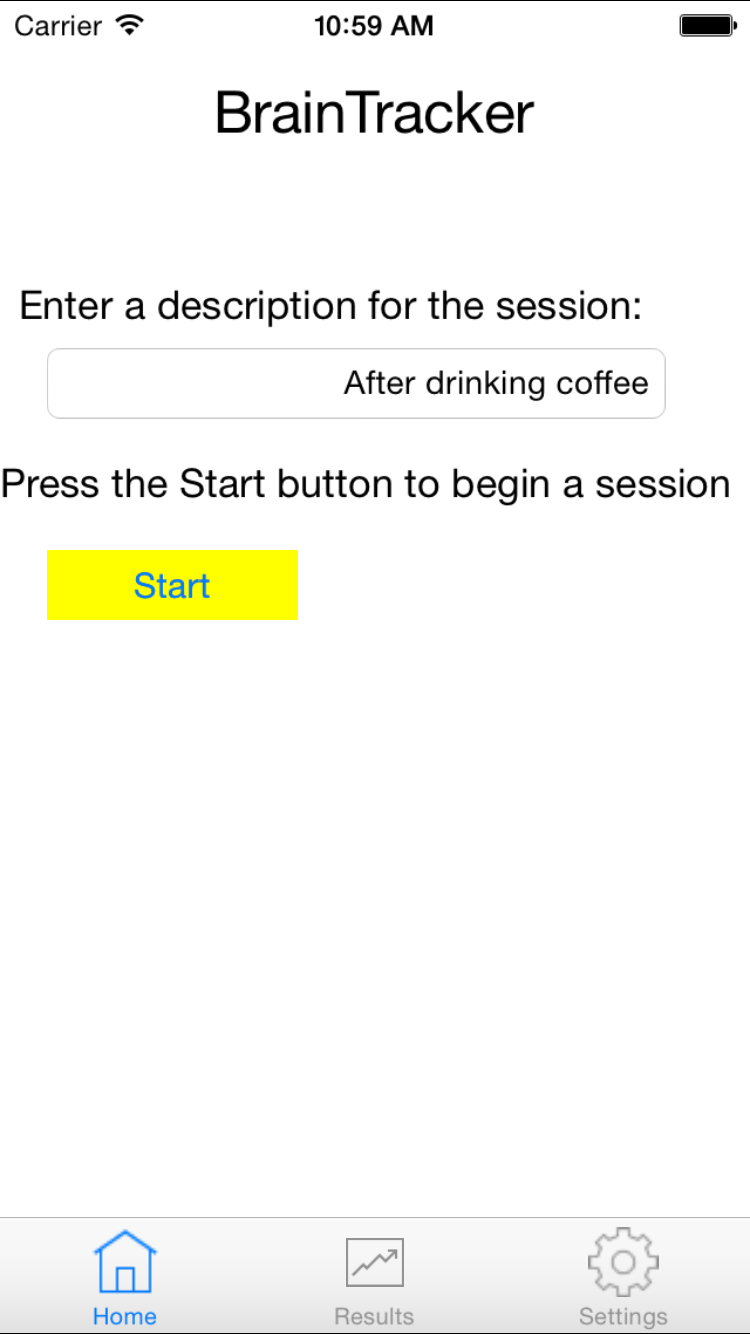 Carrier 10:59 AM
BrainTracker
Enter a description for the session:
After drinking coffee
Press the Start button to begin a session
Start
Home Results Settings